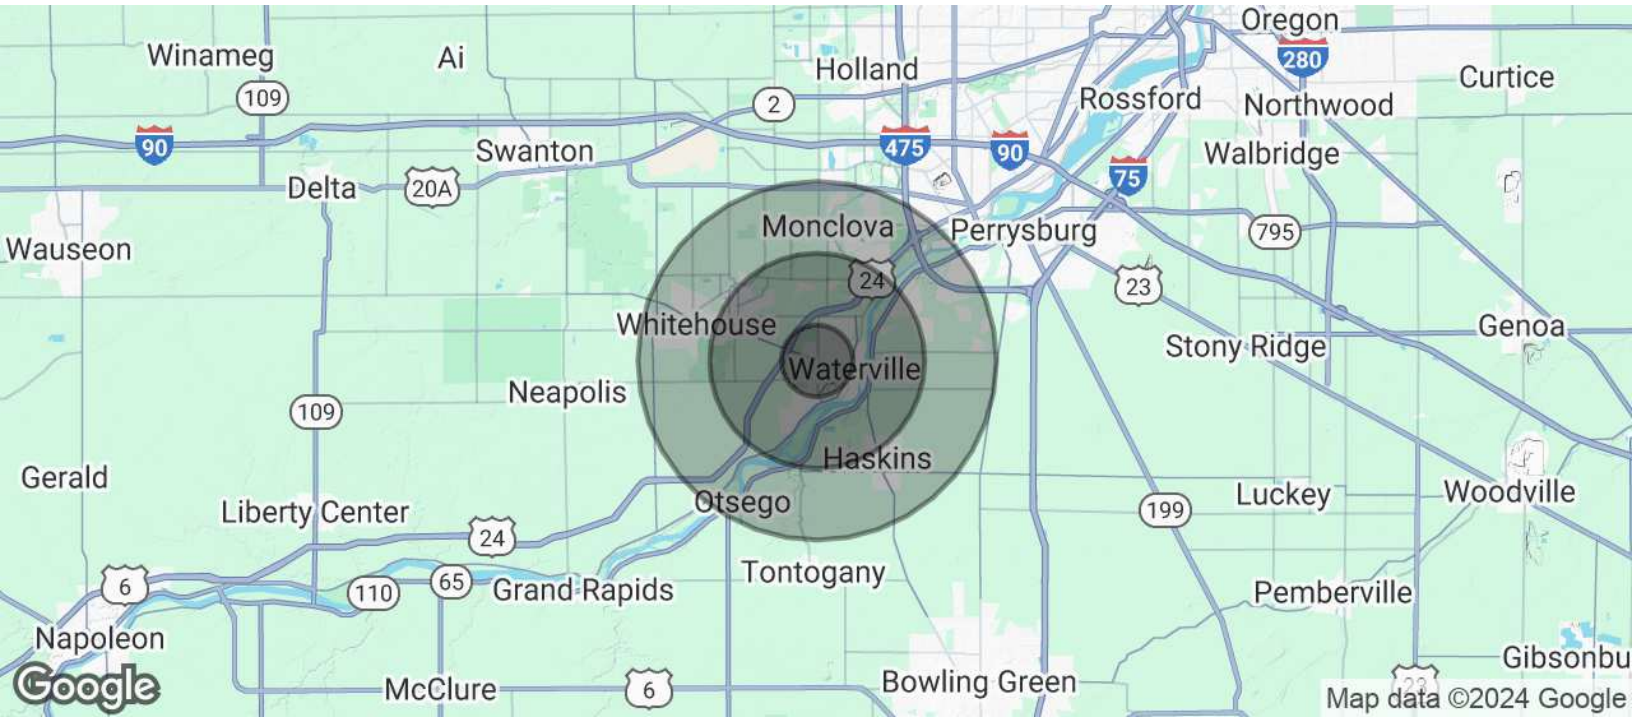 Oregon
Winameg
Ai
Holland
280
Curtice
109
2
Rossford
Northwood
90
Swanton
475
90
75
Walbridge
Delta
20A
Wauseon
Monclova
Perrysburg
795
24
23
Whitehouse
Genoa
Stony Ridge
Waterville
Neapolis
109
Haskins
Gerald
Luckey
Woodville
Otsego
Liberty Center
199
24
Tontogany
6
110
65
Grand Rapids
Pemberville
Napoleon
Gibsonbu
Google
McClure
6
Bowling Green
23
Map data ©2024 Google